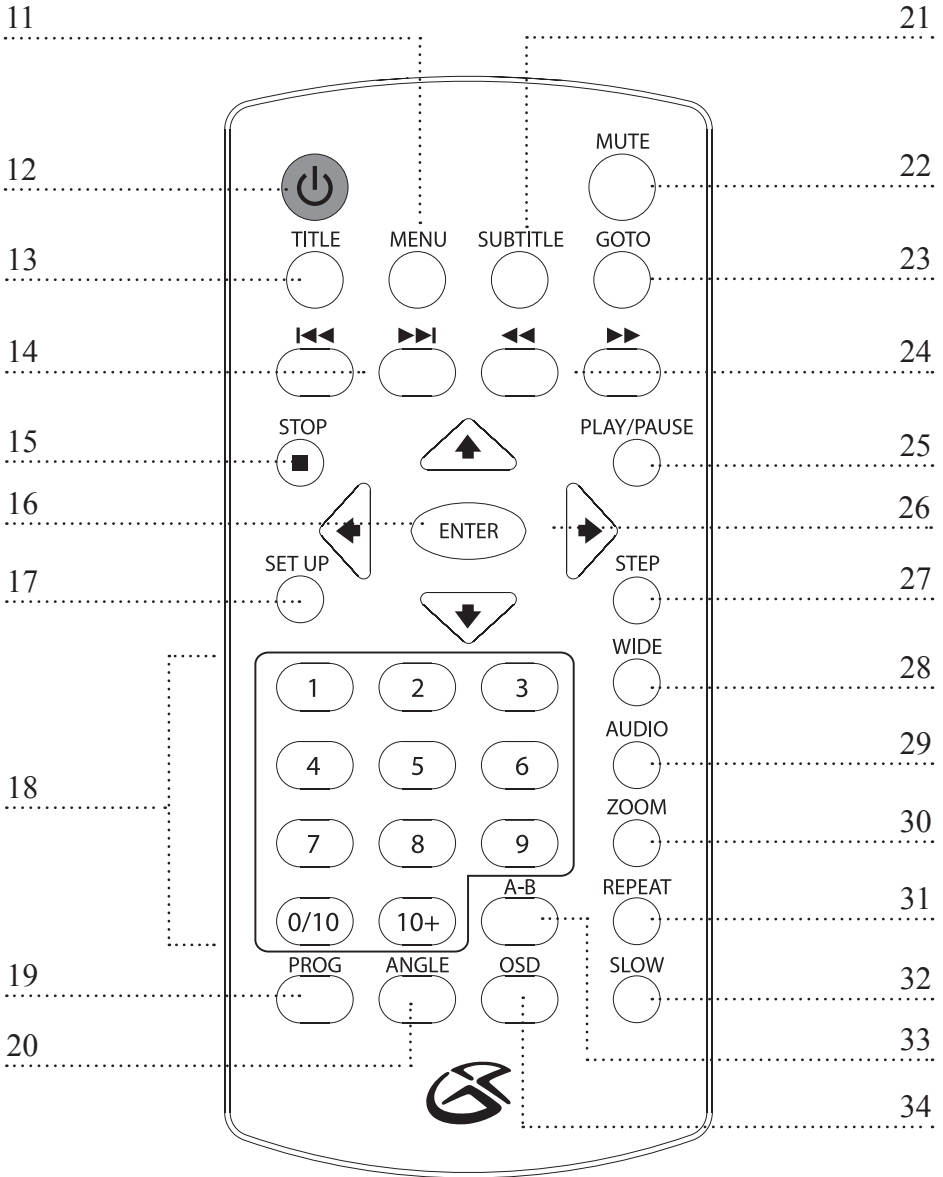 11 21
MUTE
12 22
TITLE MENU SUBTITLE GOTO
13 23
14 24
STOP PLAY/PAUSE
15 25
16 ENTER 26
SET UP STEP
17 27
WIDE
1 2 3 28
AUDIO
4 5 6 29
18 ZOOM
7 8 9 30
A-B REPEAT
0/10 10+ 31
PROG ANGLE OSD SLOW
19 32
20 33
34